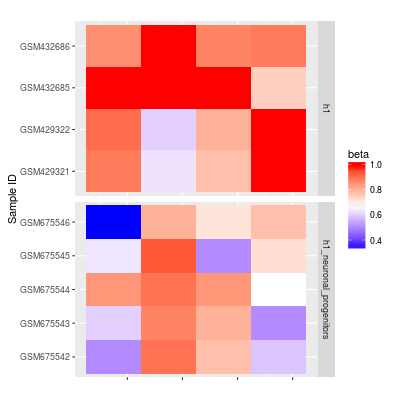 GSM432686
GSM432685
GSM429322
GSM429321
h1
GSM675546
GSM675545
GSM675544
GSM675543
GSM675542
h1_neuronal_progenitors
Sample ID
beta
1.0
0.8
0.6
0.4